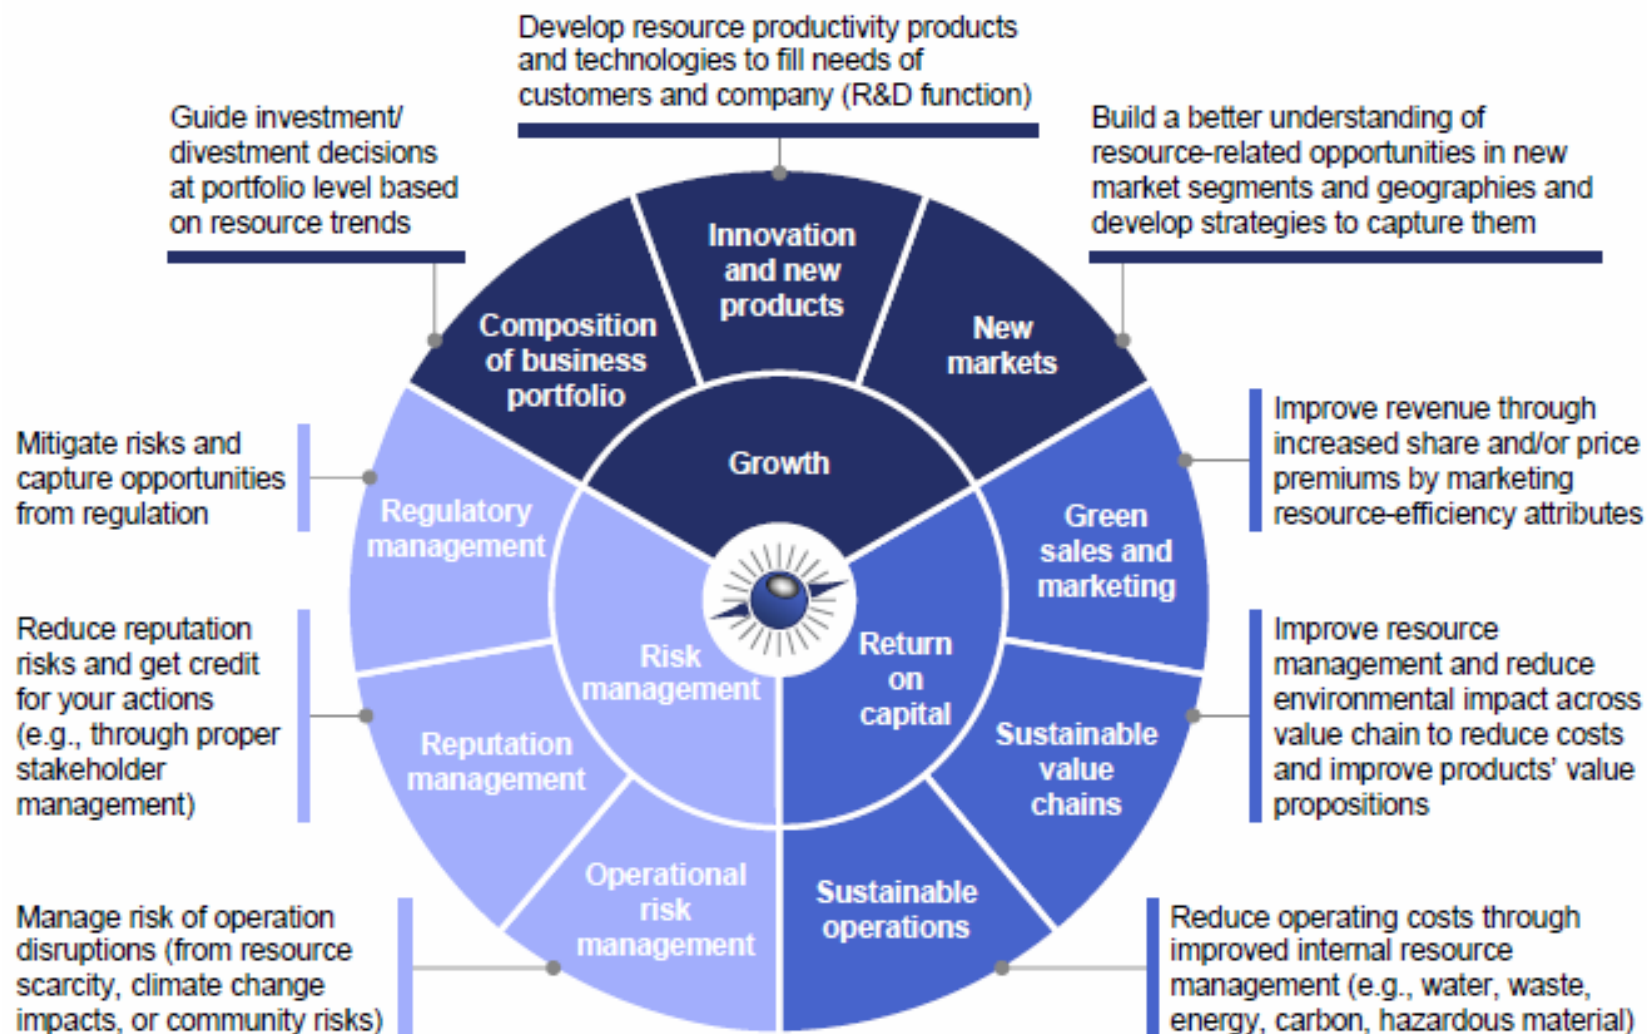 Develop resource productivity products
and technologies to fill needs of
customers and company (R&D function)
Guide investment/
divestment decisions
at portfolio level based
on resource trends
Build a better understanding of
resource-related opportunities in new
market segments and geographies and
develop strategies to capture them
Innovation
and new
products
Composition
of business
portfolio
New
markets
Growth
Mitigate risks and
capture opportunities
from regulation
Regulatory
management
Improve revenue through
increased share and/or price
premiums by marketing
resource-efficiency attributes
Green
sales and
marketing
Reduce reputation
risks and get credit
for your actions
(e.g., through proper
stakeholder
management)
Risk
management
Return
on
capital
Improve resource
management and reduce
environmental impact across
value chain to reduce costs
and improve products’ value
propositions
Reputation
management
Sustainable
value
chains
Operational
risk
management
Sustainable
operations
Manage risk of operation
disruptions (from resource
scarcity, climate change
impacts, or community risks)
Reduce operating costs through
improved internal resource
management (e.g., water, waste,
energy, carbon, hazardous material)